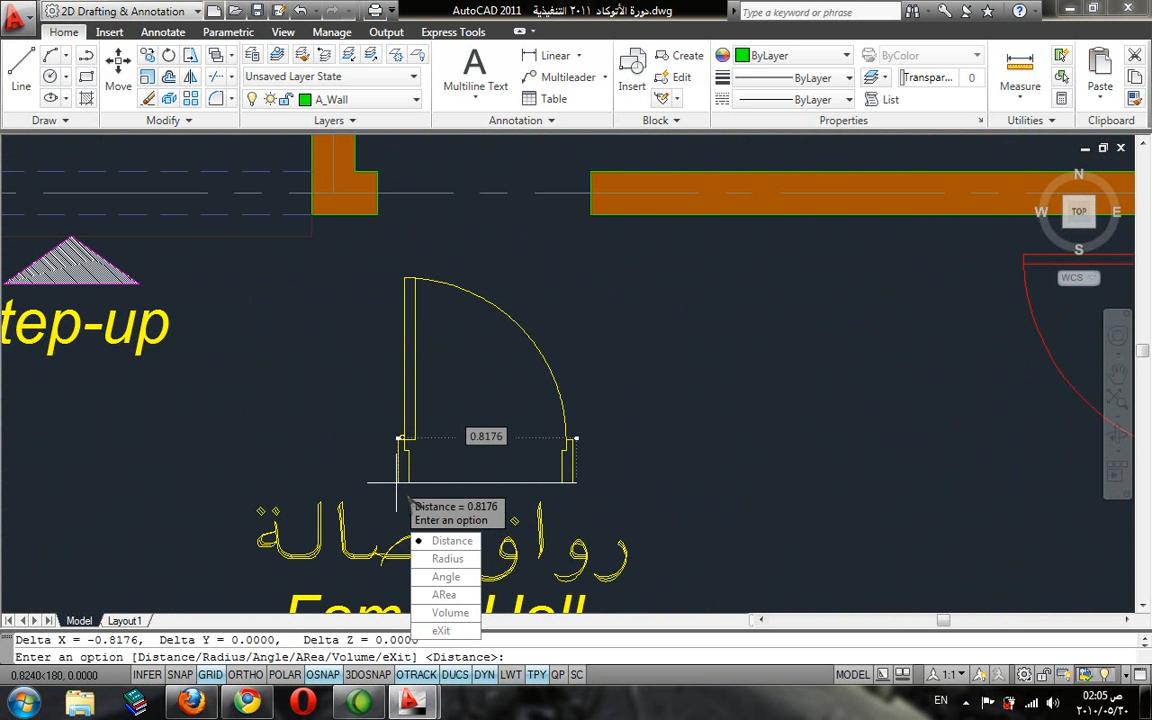 2D Drafting & Annotation
AutoCAD 2011 دورة الأتوكاد ٢٠١١ التنفيذية.dwg
Type a keyword or phrase
Home Insert Annotate Parametric View Manage Output Express Tools
Line Move Unsaved Layer State A_Wall
Multiline Text Linear Multileader Table
Insert Create Edit
ByLayer ByLayer ByLayer ByColor Transpar... 0 List
Measure Paste
Draw Modify Layers Annotation Block Properties Utilities Clipboard
N
W TOP E
S
WCS
tep-up
0.8176
Distance = 0.8176
Enter an option
Distance
Radius
Angle
ARea
Volume
eXit
Model Layout1
Delta X = -0.8176, Delta Y = 0.0000, Delta Z = 0.0000
Enter an option [Distance/Radius/Angle/ARea/Volume/eXit] <Distance>:
0.8240<180, 0.0000 INFER SNAP GRID ORTHO POLAR OSNAP 3DOSNAP OTRACK DUCS DYN LWT TPY QP SC MODEL 1:1
EN 02:05 ص
٢٠١٠/٠٥/٢٠